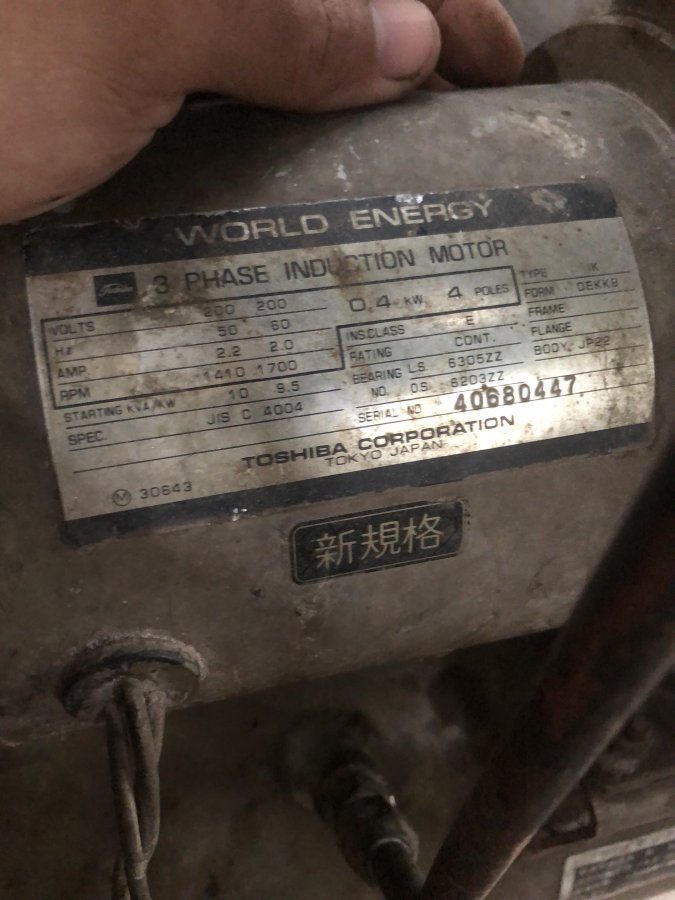 WORLD ENERGY
3 PHASE INDUCTION MOTOR
VOLTS 200 200
Hz 50 60
AMP. 2.2 2.0
RPM 1410 1700
STARTING KVA/KW 10 9.5
SPEC. JIS C 4004
0.4 KW 4 POLES
INS.CLASS E
RATING CONT.
BEARING L.S. 6305ZZ
NO. O.S. 6203ZZ
SERIAL NO 40680447
TYPE IK
FORM OEKKB
FRAME
FLANGE
BODY. JP22
TOSHIBA CORPORATION
TOKYO JAPAN
M 30643
新規格